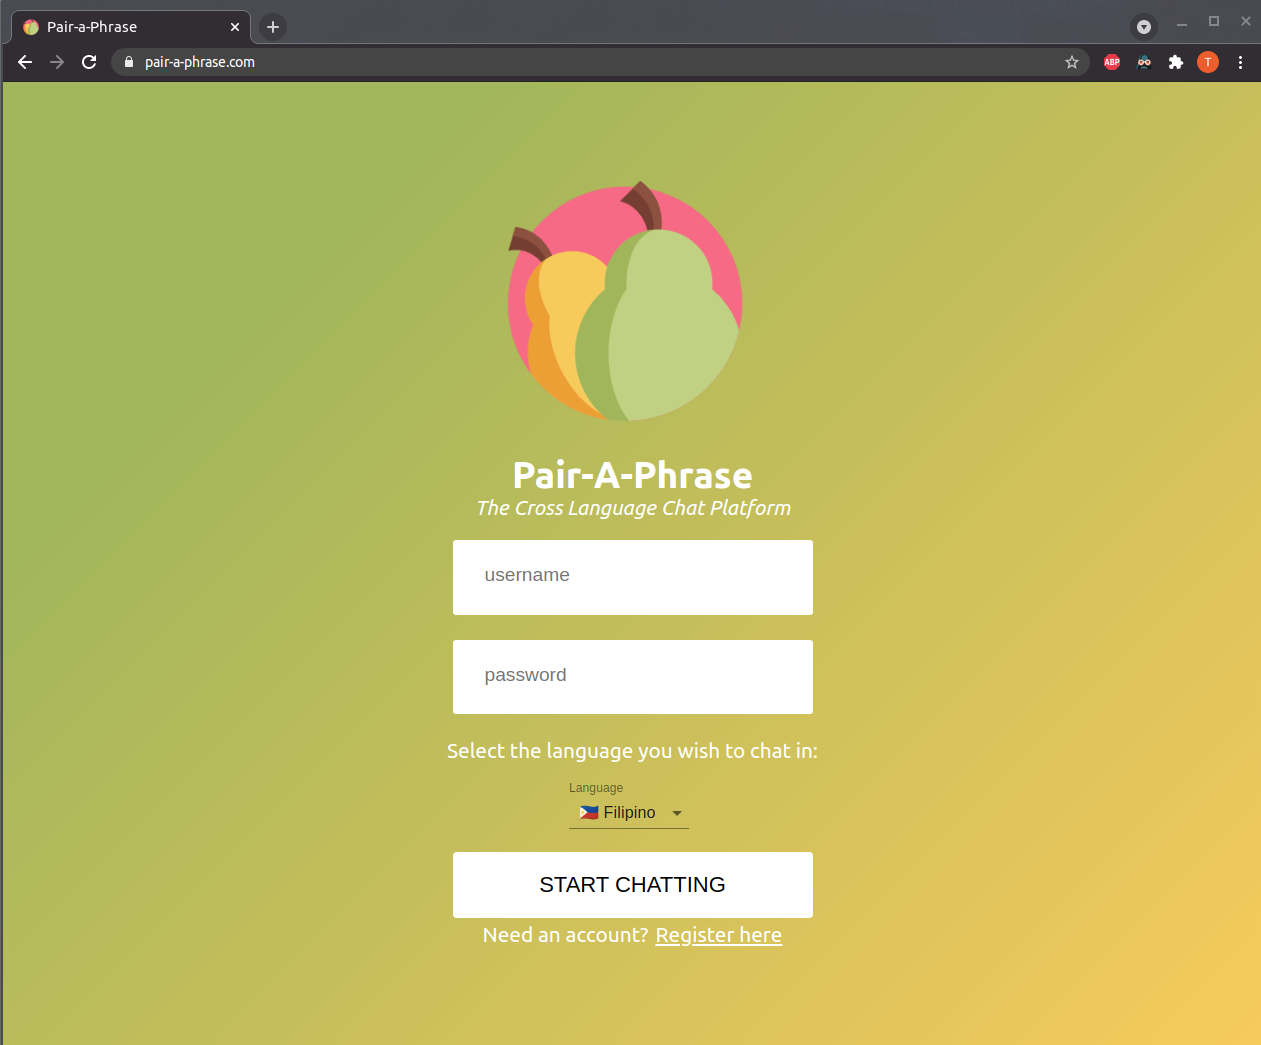 Pair-a-Phrase
pair-a-phrase.com
ABP
T
Pair-A-Phrase
The Cross Language Chat Platform
username
password
Select the language you wish to chat in:
Language
Filipino
START CHATTING
Need an account? Register here